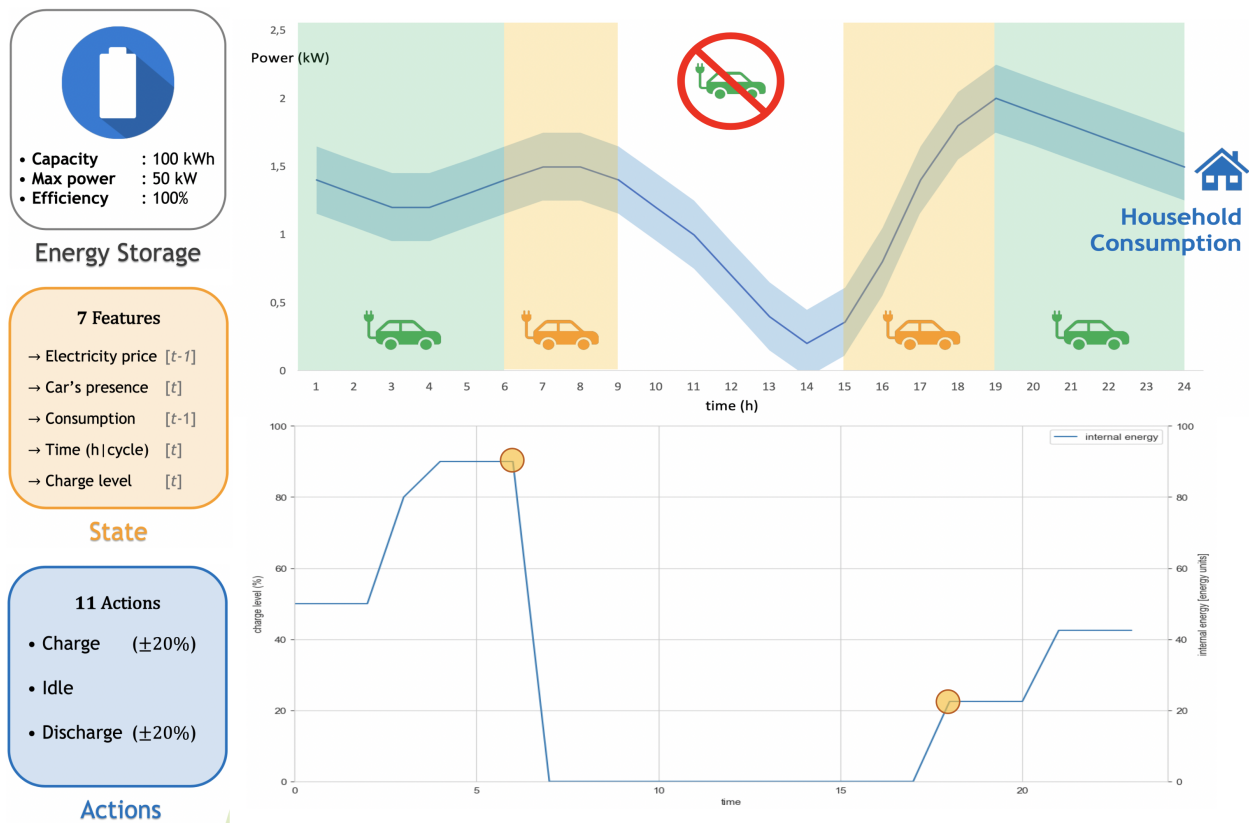 • Capacity : 100 kWh
• Max power : 50 kW
• Efficiency : 100%
Energy Storage
7 Features
→ Electricity price [t-1]
→ Car's presence [t]
→ Consumption [t-1]
→ Time (h|cycle) [t]
→ Charge level [t]
State
11 Actions
• Charge (±20%)
• Idle
• Discharge (±20%)
Actions
2,5
Power (kW)
2
1,5
1
0,5
0
1 2 3 4 5 6 7 8 9 10 11 12 13 14 15 16 17 18 19 20 21 22 23 24
time (h)
Household
Consumption
internal energy
charge level (%)
100
80
60
40
20
0
0 5 10 15 20
time
100
80
60
40
20
0
internal energy [energy units]